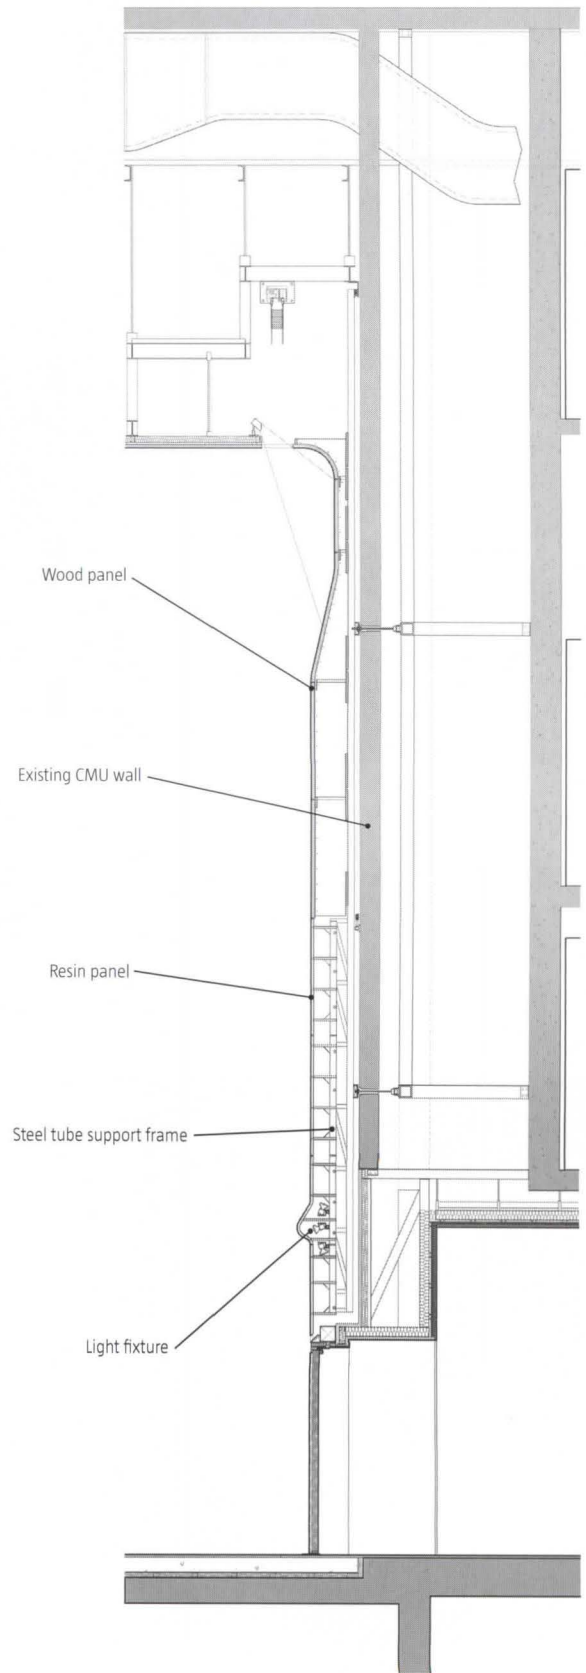 Wood panel
Existing CMU wall
Resin panel
Steel tube support frame
Light fixture